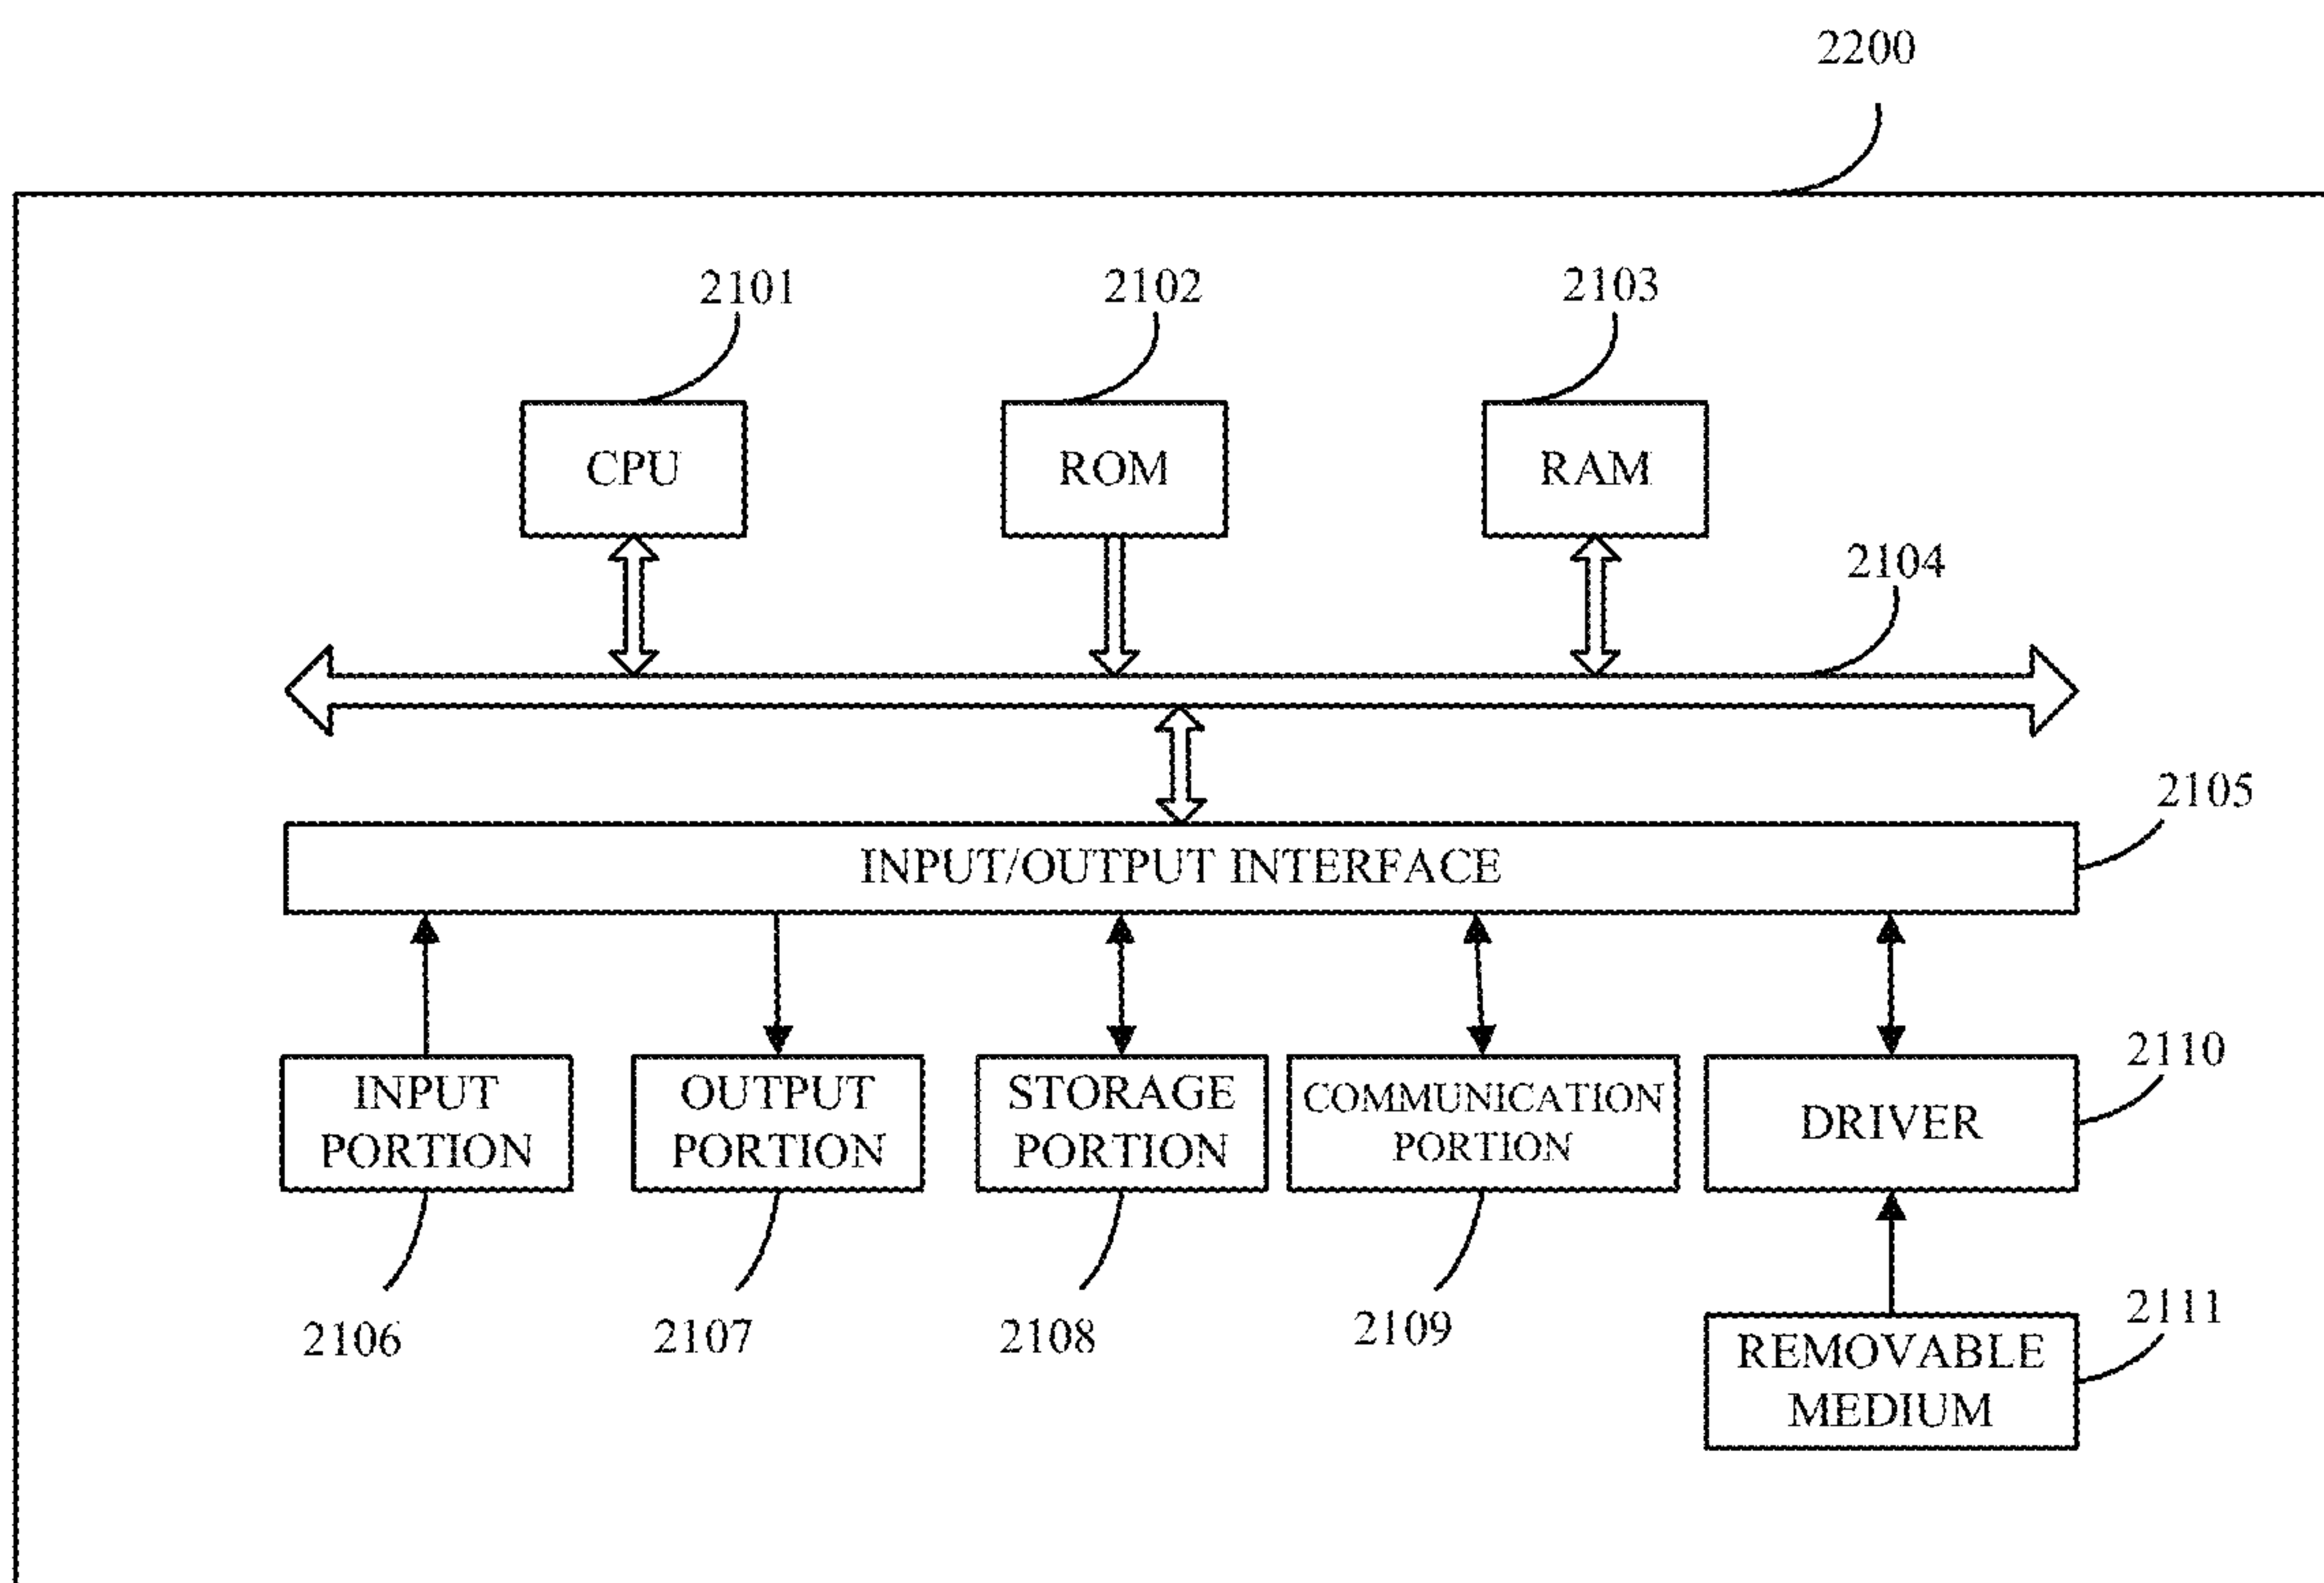 2200
2101
2102
2103
CPU
ROM
RAM
2104
2105
INPUT/OUTPUT INTERFACE
INPUT
PORTION
OUTPUT
PORTION
STORAGE
PORTION
COMMUNICATION
PORTION
DRIVER
2110
2106
2107
2108
2109
2111
REMOVABLE
MEDIUM